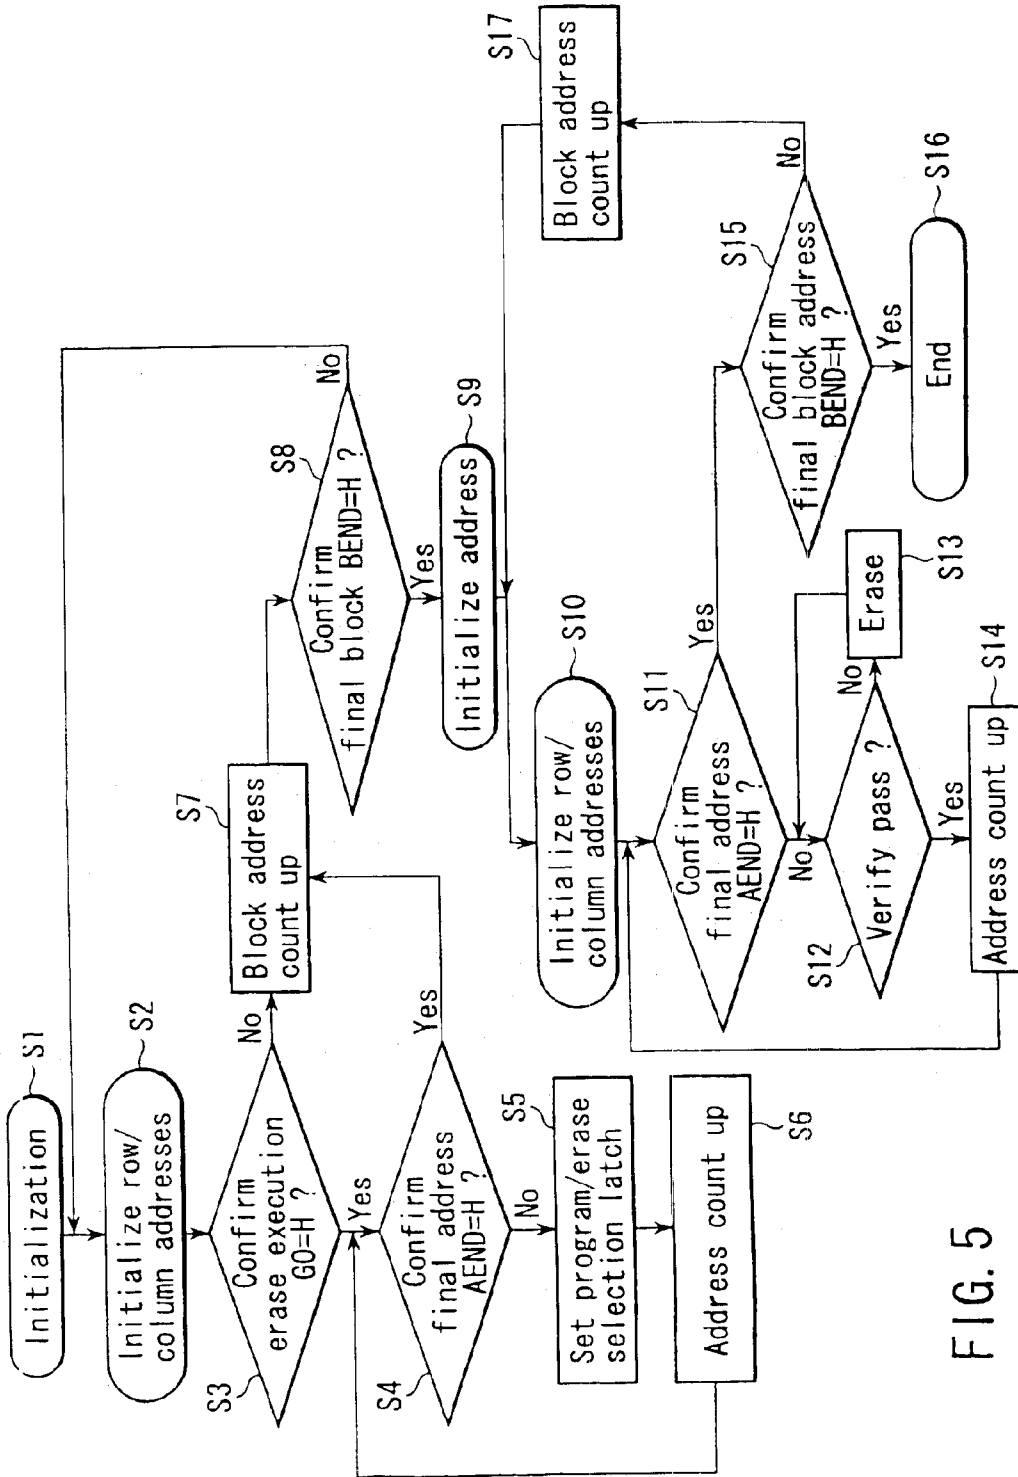 Initialization
S1
Initialize row/
column addresses
S2
Confirm
erase execution
GO=H ?
S3
No
Yes
Confirm
final address
AEND=H ?
S4
Yes
No
Set program/erase
selection latch
S5
Address count up
S6
Block address
count up
S7
Confirm
final block BEND=H ?
S8
No
Yes
Initialize address
S9
Initialize row/
column addresses
S10
Confirm
final address
AEND=H ?
S11
Yes
No
Verify pass ?
S12
No
Yes
Erase
S13
Address count up
S14
Confirm
final block address
BEND=H ?
S15
No
Yes
End
S16
Block address
count up
S17
FIG. 5